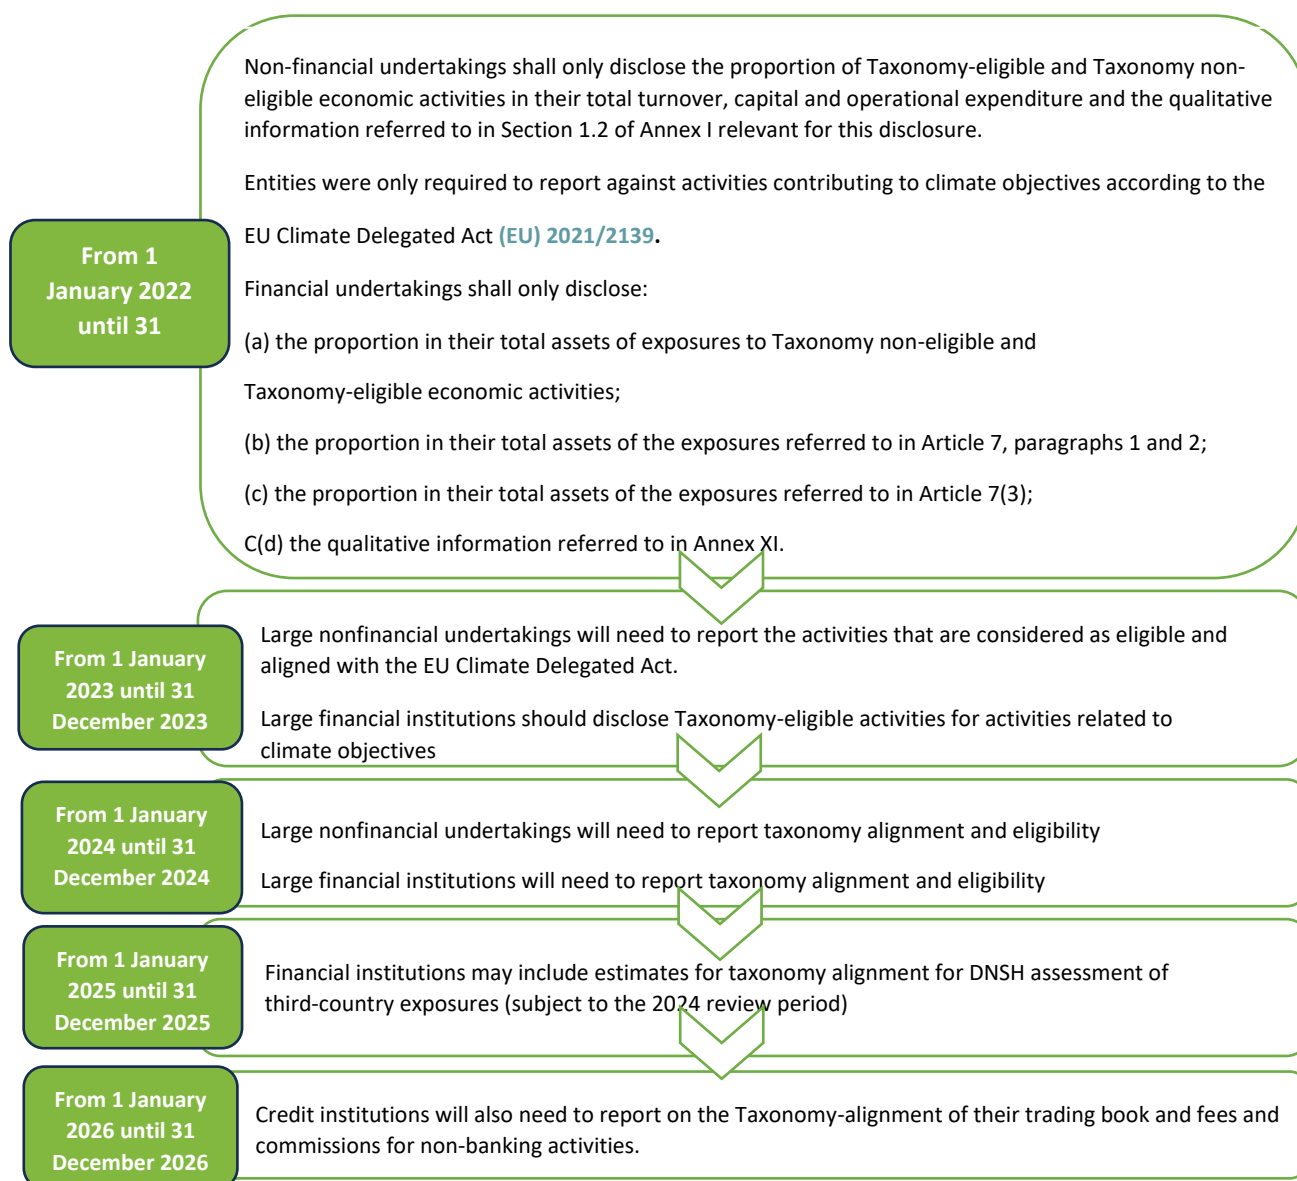 Non-financial undertakings shall only disclose the proportion of Taxonomy-eligible and Taxonomy non-
eligible economic activities in their total turnover, capital and operational expenditure and the qualitative
information referred to in Section 1.2 of Annex I relevant for this disclosure.
Entities were only required to report against activities contributing to climate objectives according to the
EU Climate Delegated Act (EU) 2021/2139.
From 1
January 2022
until 31
Financial undertakings shall only disclose:
(a) the proportion in their total assets of exposures to Taxonomy non-eligible and
Taxonomy-eligible economic activities;
(b) the proportion in their total assets of the exposures referred to in Article 7, paragraphs 1 and 2;
(c) the proportion in their total assets of the exposures referred to in Article 7(3);
C(d) the qualitative information referred to in Annex XI.
From 1 January
2023 until 31
December 2023
Large nonfinancial undertakings will need to report the activities that are considered as eligible and
aligned with the EU Climate Delegated Act.
Large financial institutions should disclose Taxonomy-eligible activities for activities related to
climate objectives
From 1 January
2024 until 31
December 2024
Large nonfinancial undertakings will need to report taxonomy alignment and eligibility
Large financial institutions will need to report taxonomy alignment and eligibility
From 1 January
2025 until 31
December 2025
Financial institutions may include estimates for taxonomy alignment for DNSH assessment of
third-country exposures (subject to the 2024 review period)
From 1 January
2026 until 31
December 2026
Credit institutions will also need to report on the Taxonomy-alignment of their trading book and fees and
commissions for non-banking activities.